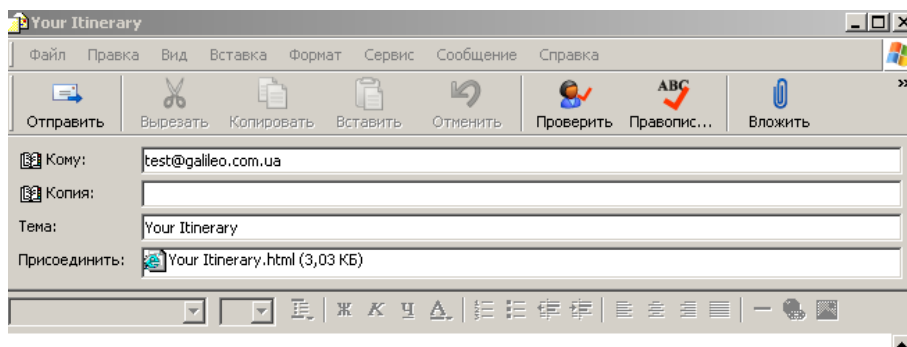 Your Itinerary
Файл Правка Вид Вставка Формат Сервис Сообщение Справка
ABC
Отправить Вырезать Копировать Вставить Отменить Проверить Правопис... Вложить
Кому: test@galileo.com.ua
Копия:
Тема: Your Itinerary
Присоединить: Your Itinerary.html (3,03 КБ)
Ж К Ч А